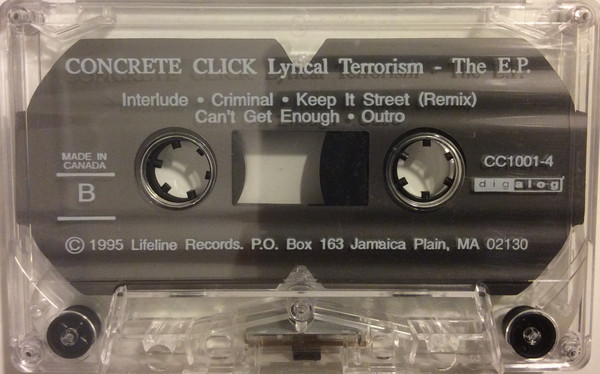 CONCRETE CLICK Lyrical Terrorism - The E.P.
Interlude • Criminal • Keep It Street (Remix)
Can't Get Enough • Outro
MADE IN
CANADA
B
CC1001-4
digalog
© 1995 Lifeline Records. P.O. Box 163 Jamaica Plain, MA 02130